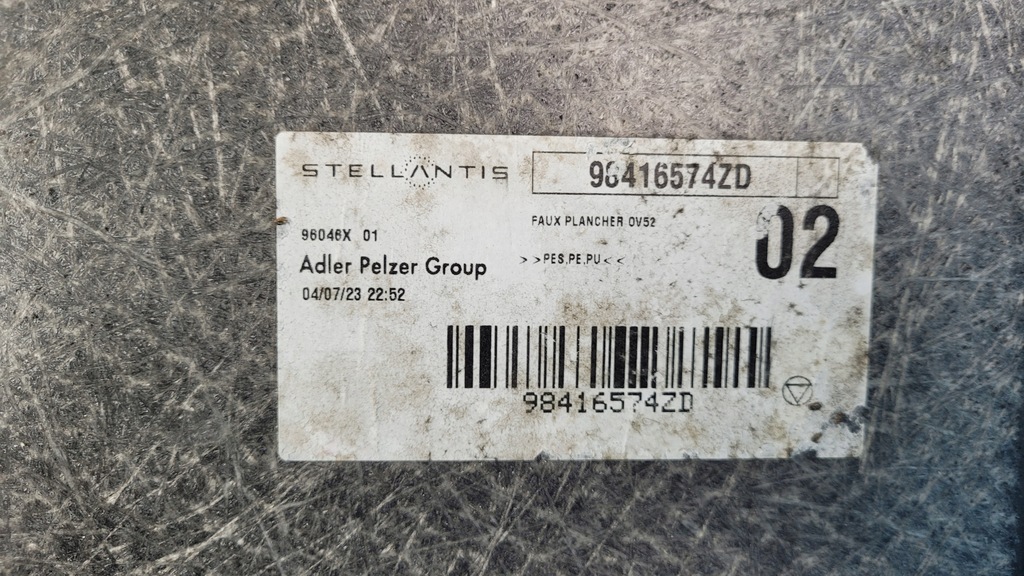 STELLANTIS
98416574ZD
FAUX PLANCHER OV52
02
96046X 01
>>PES,PE,PU<<
Adler Pelzer Group
04/07/23 22:52
98416574ZD